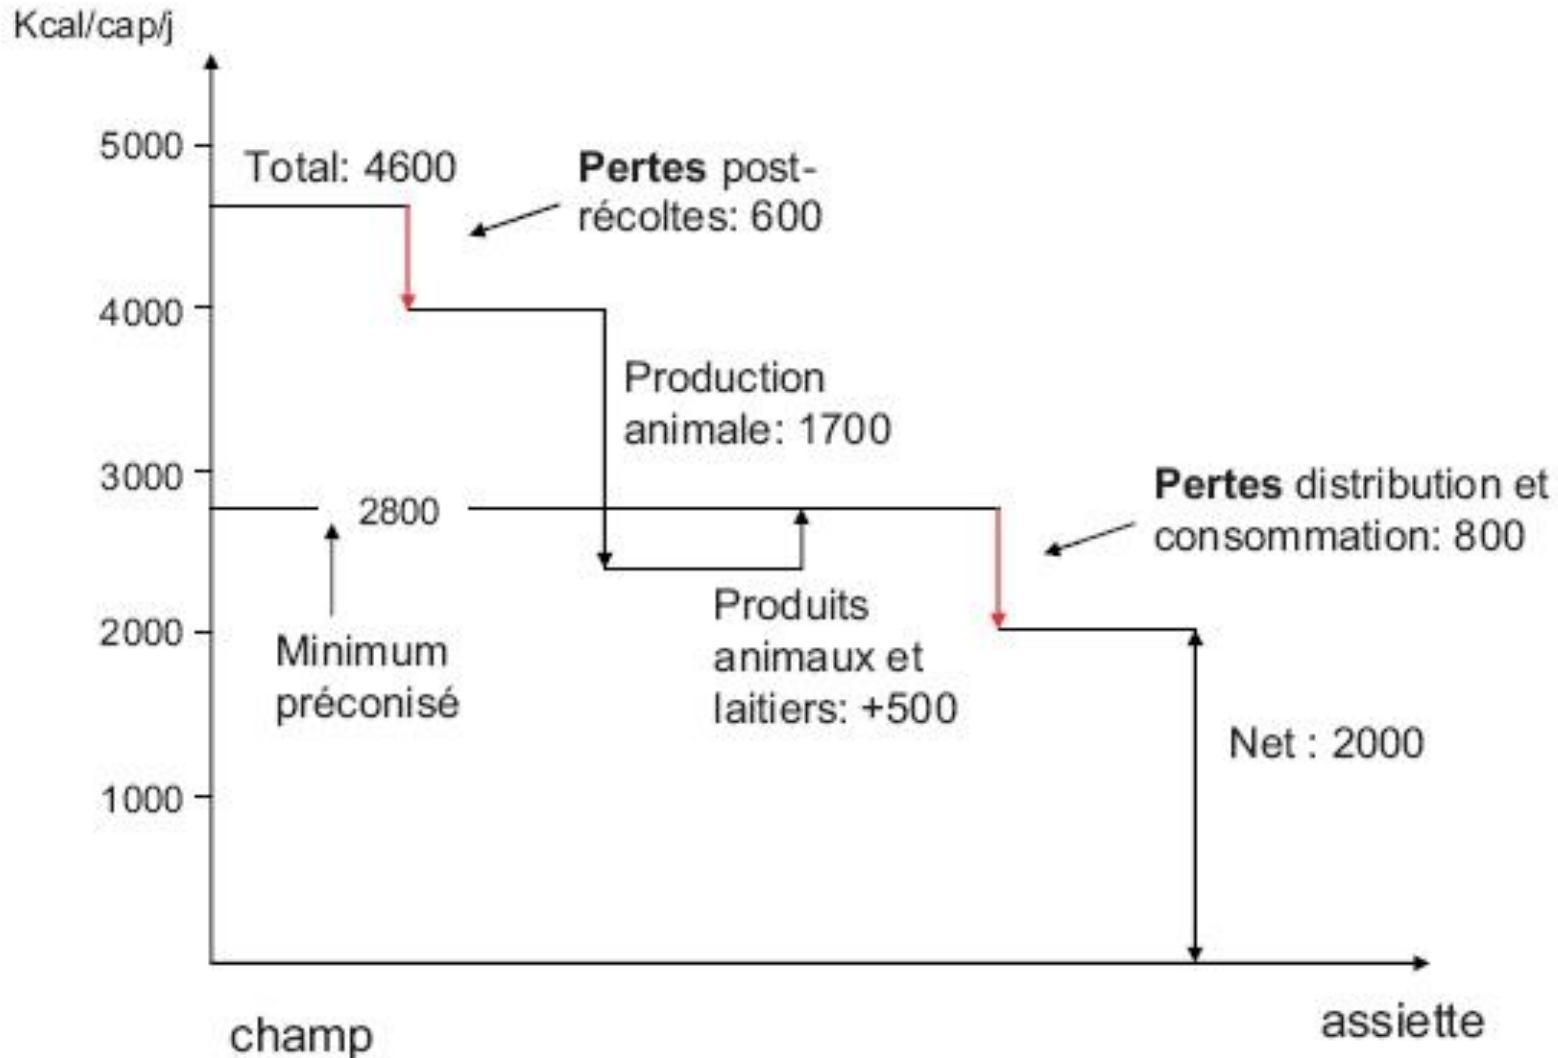 Kcal/cap/j
5000
Total: 4600
Pertes post-
récoltes: 600
4000
Production
animale: 1700
3000
2800
Pertes distribution et
consommation: 800
2000
Minimum
préconisé
Produits
animaux et
laitiers: +500
Net : 2000
1000
champ
assiette